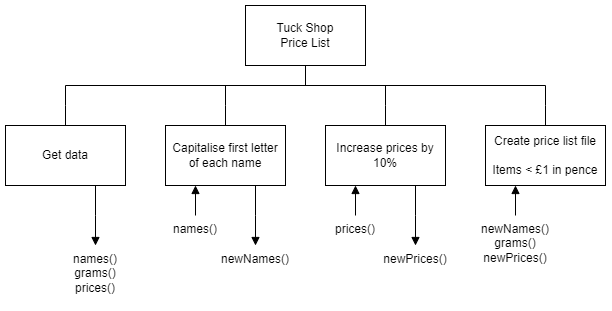 Tuck Shop
Price List
Get data
Capitalise first letter
of each name
Increase prices by
10%
Create price list file
Items < £1 in pence
names()
grams()
prices()
names()
newNames()
prices()
newPrices()
newNames()
grams()
newPrices()